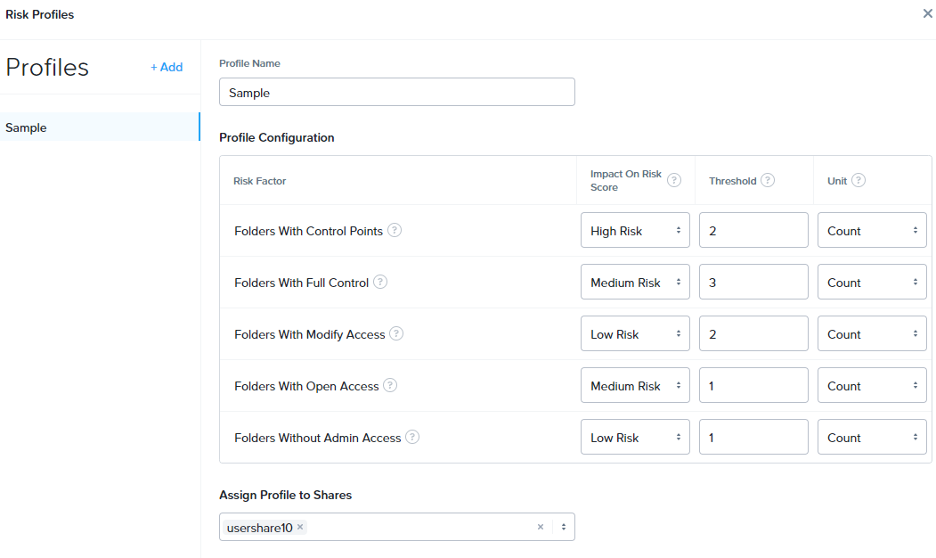 Risk Profiles
Profiles
+ Add
Sample
Profile Name
Sample
Profile Configuration
Risk Factor
Impact On Risk
Score
Threshold
Unit
Folders With Control Points
High Risk
2
Count
Folders With Full Control
Medium Risk
3
Count
Folders With Modify Access
Low Risk
2
Count
Folders With Open Access
Medium Risk
1
Count
Folders Without Admin Access
Low Risk
1
Count
Assign Profile to Shares
usershare10